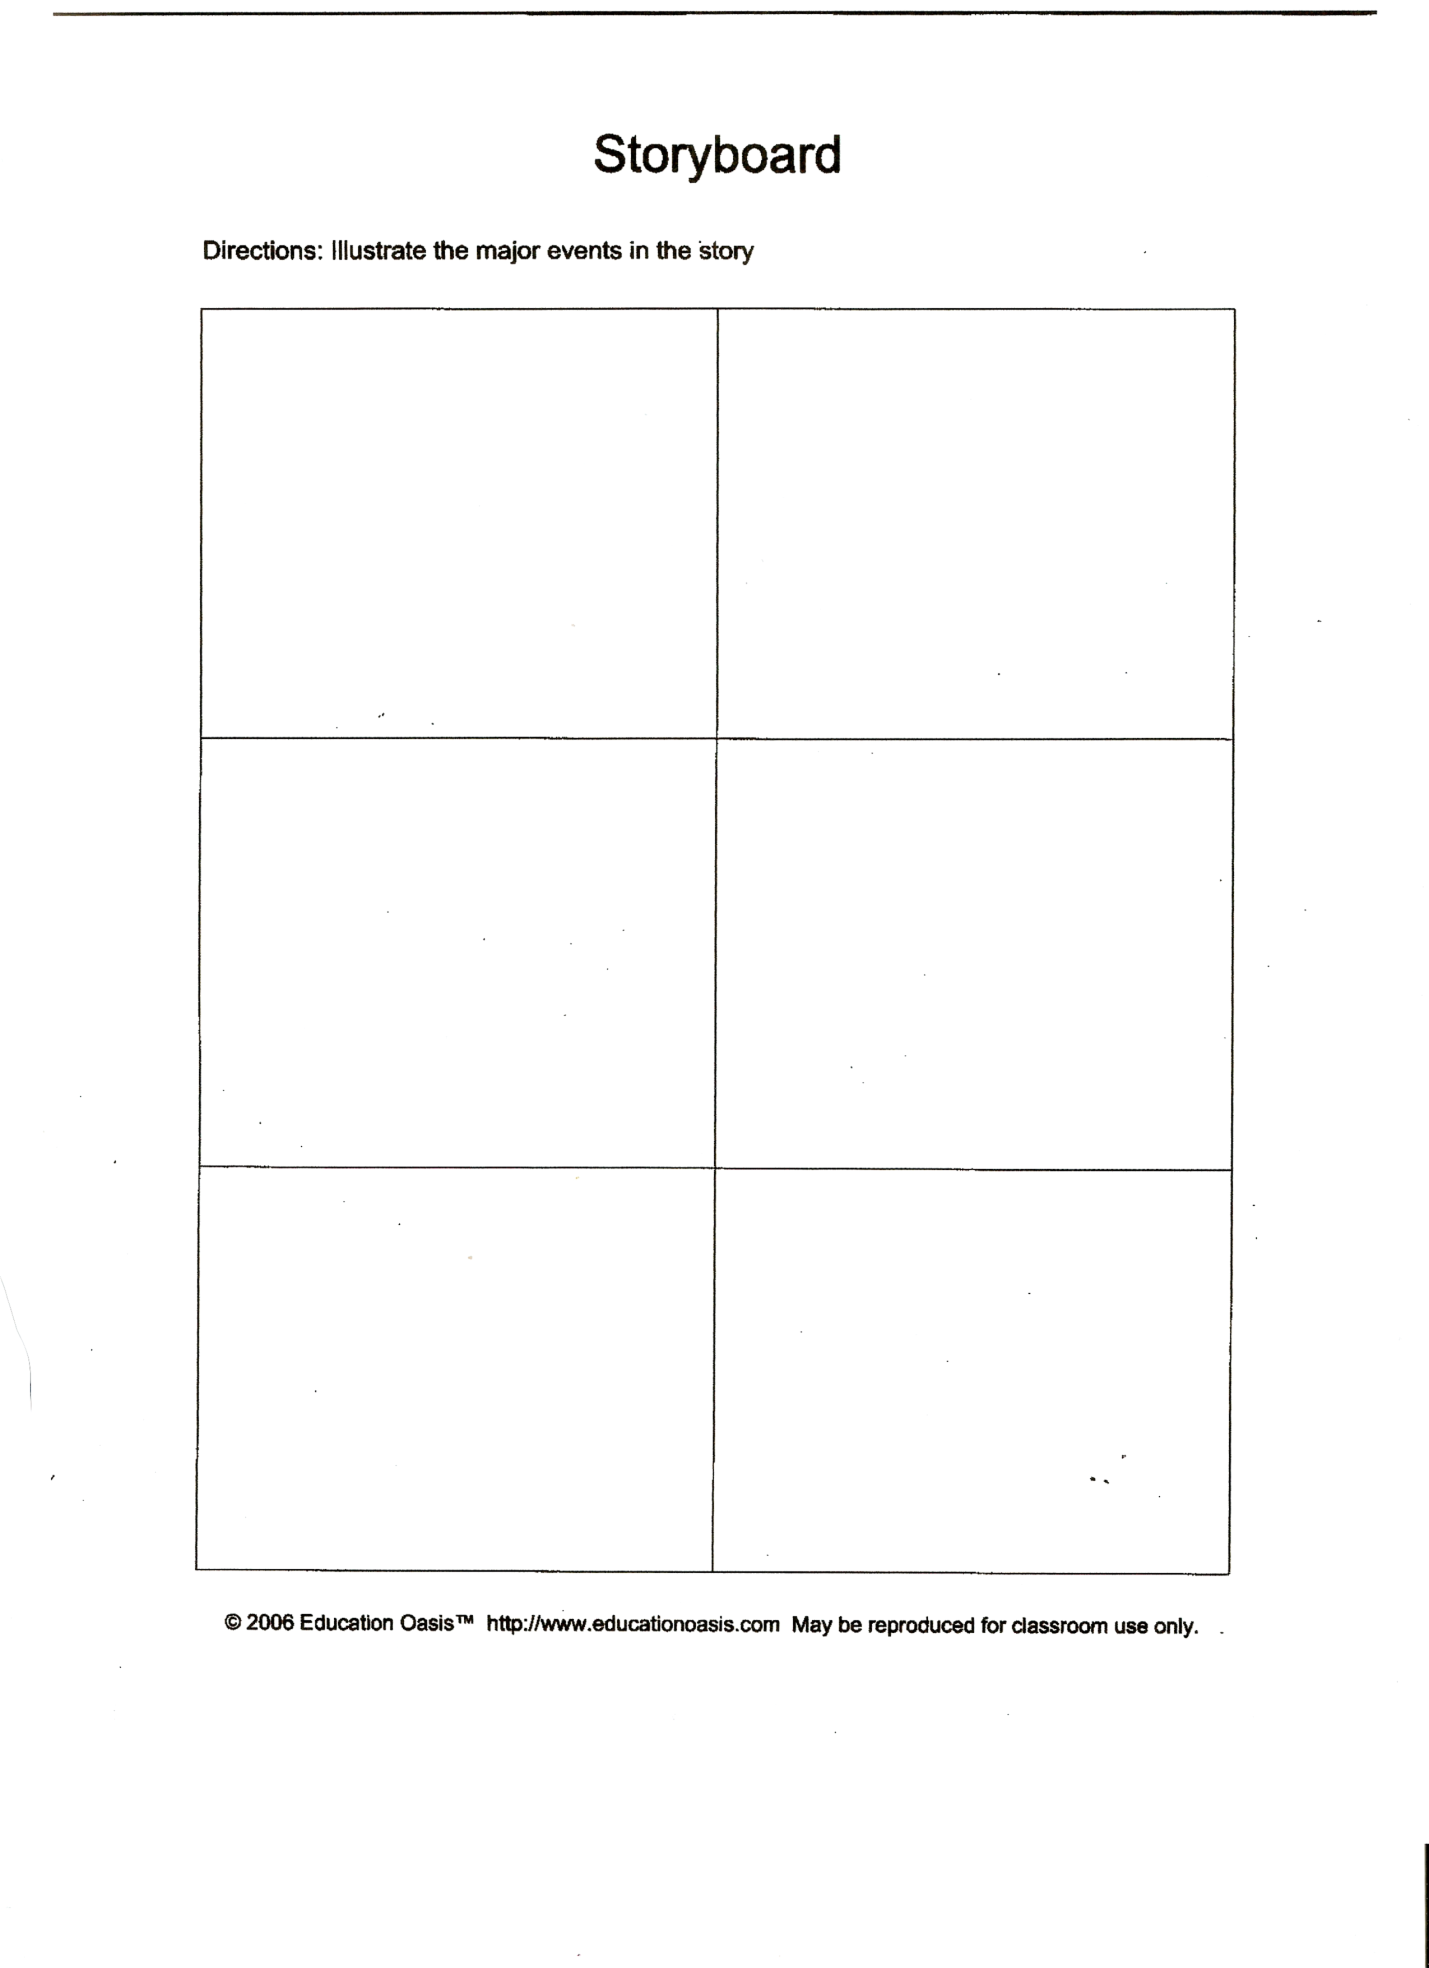 Storyboard
Directions: Illustrate the major events in the story
© 2006 Education Oasis™ http://www.educationoasis.com May be reproduced for classroom use only.